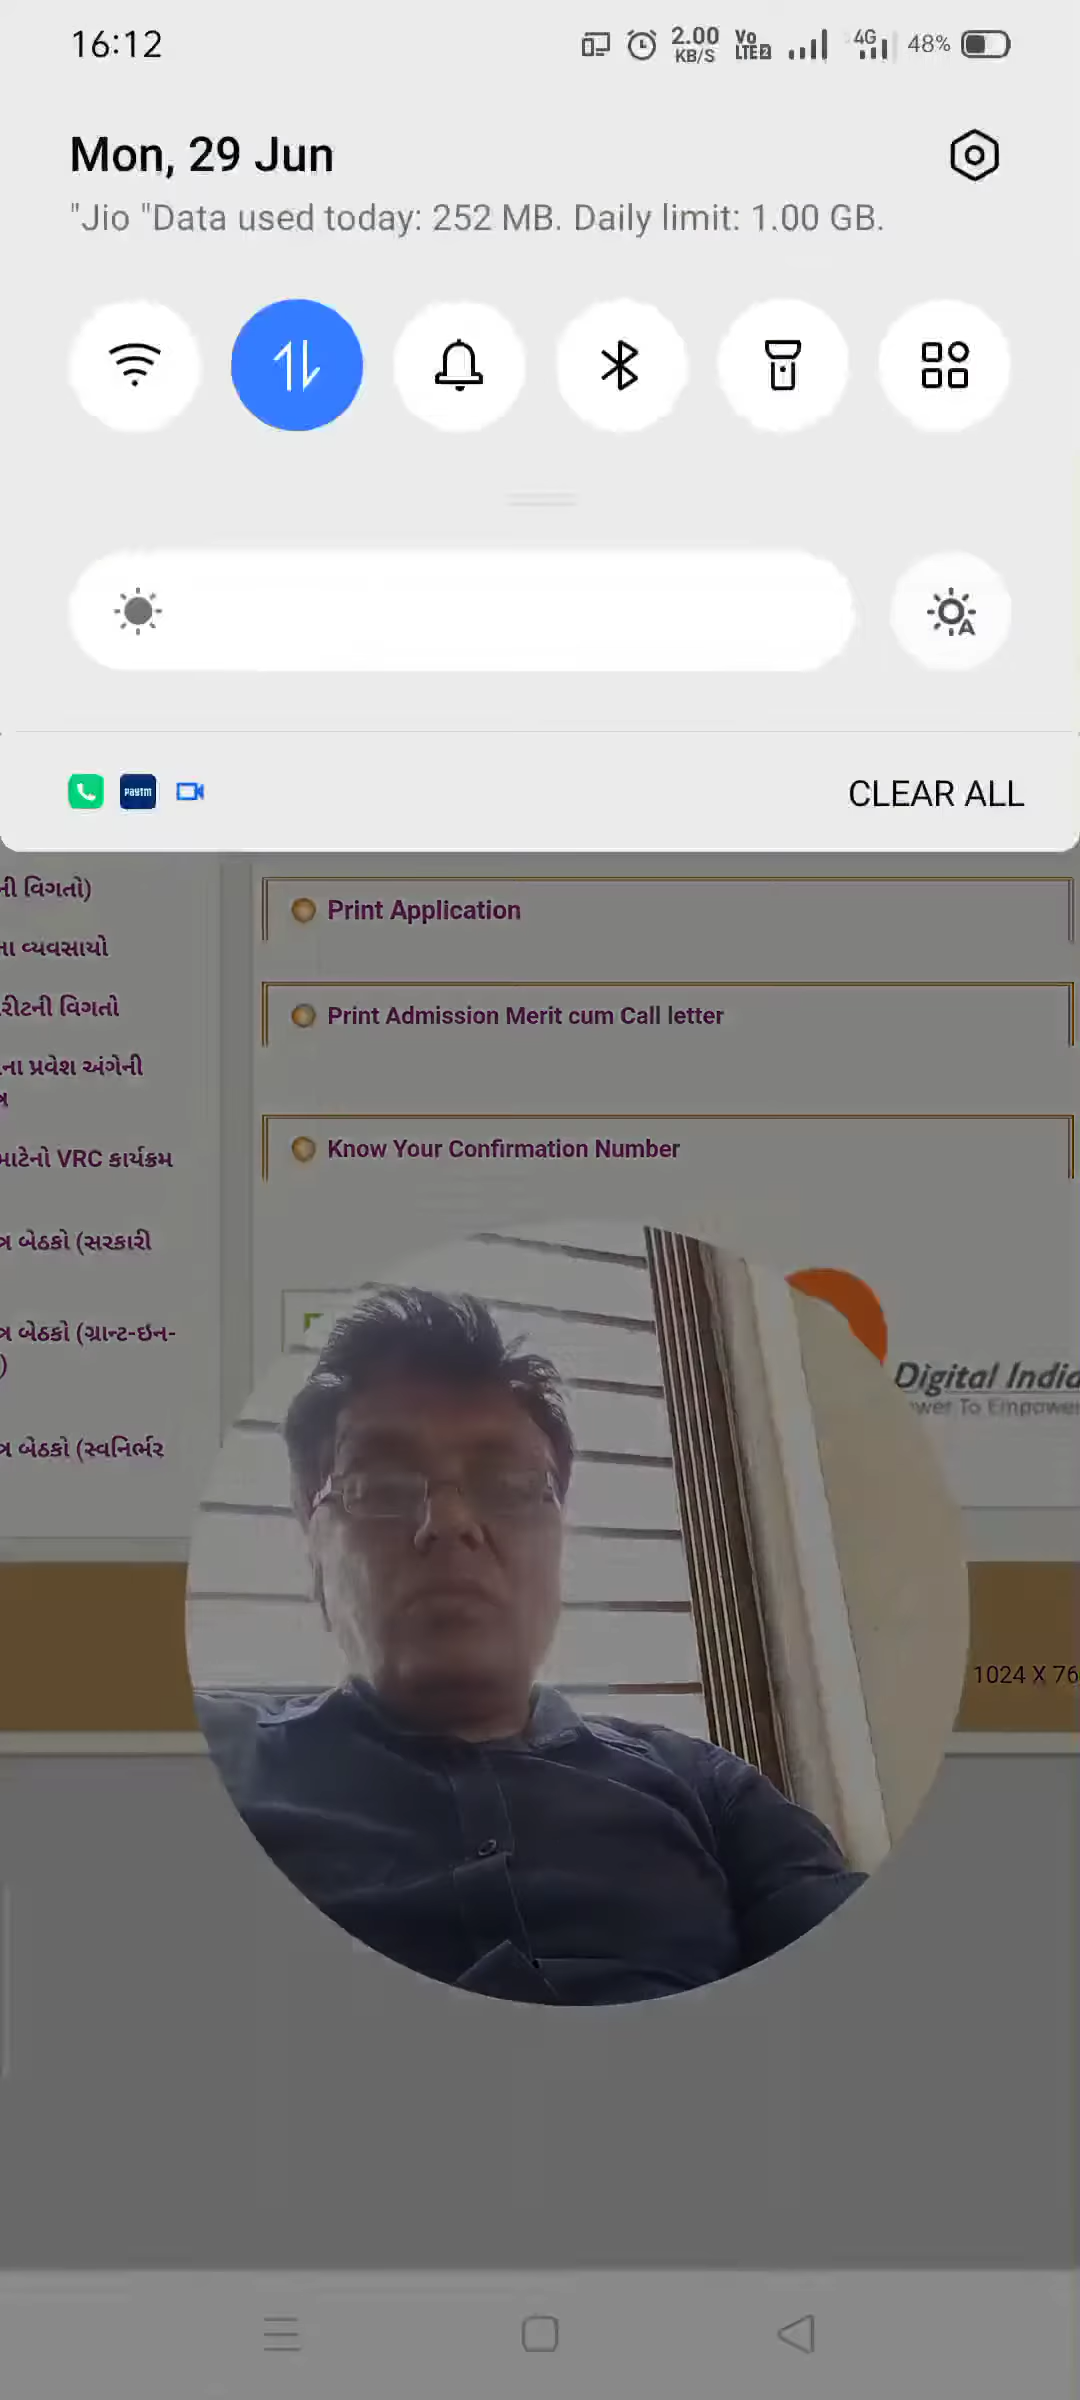 16:12
2.00 KB/S
Vo LTE2
4G
48%
Mon, 29 Jun
"Jio "Data used today: 252 MB. Daily limit: 1.00 GB.
A
paytm
CLEAR ALL
ની વિગતો)
ના વ્યવસાયો
રીટની વિગતો
ના પ્રવેશ અંગેની
માટેનો VRC કાર્યક્રમ
ત્ર બેઠકો (સરકારી
ત્ર બેઠકો (ગ્રાન્ટ-ઇન-
)
ત્ર બેઠકો (સ્વનિર્ભર
Print Application
Print Admission Merit cum Call letter
Know Your Confirmation Number
Digital India
ower To Empower
1024 X 76